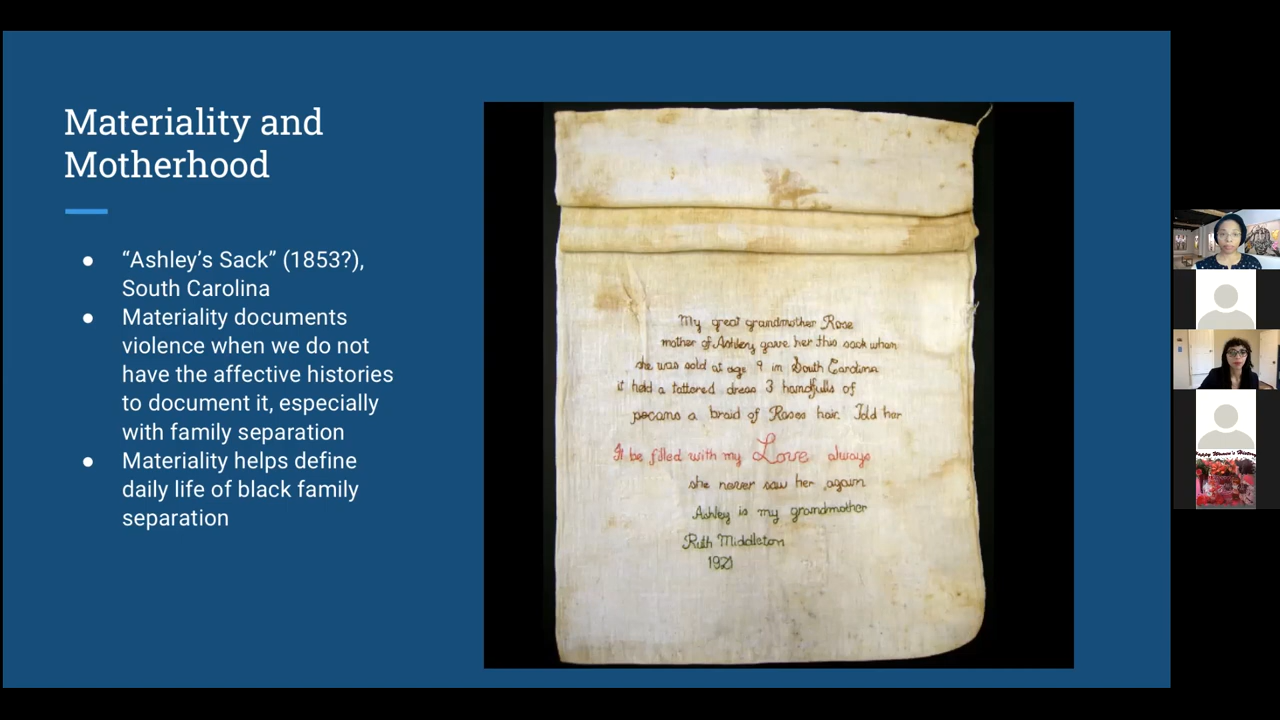 Materiality and
Motherhood
● “Ashley’s Sack” (1853?),
South Carolina
● Materiality documents
violence when we do not
have the affective histories
to document it, especially
with family separation
● Materiality helps define
daily life of black family
separation
My great grandmother Rose
mother of Ashley gave her this sack when
she was sold at age 9 in South Carolina
it held a tattered dress 3 handfulls of
pecans a braid of Roses hair. Told her
It be filled with my Love always
she never saw her again
Ashley is my grandmother
Ruth Middleton
1921
Happy Women's History